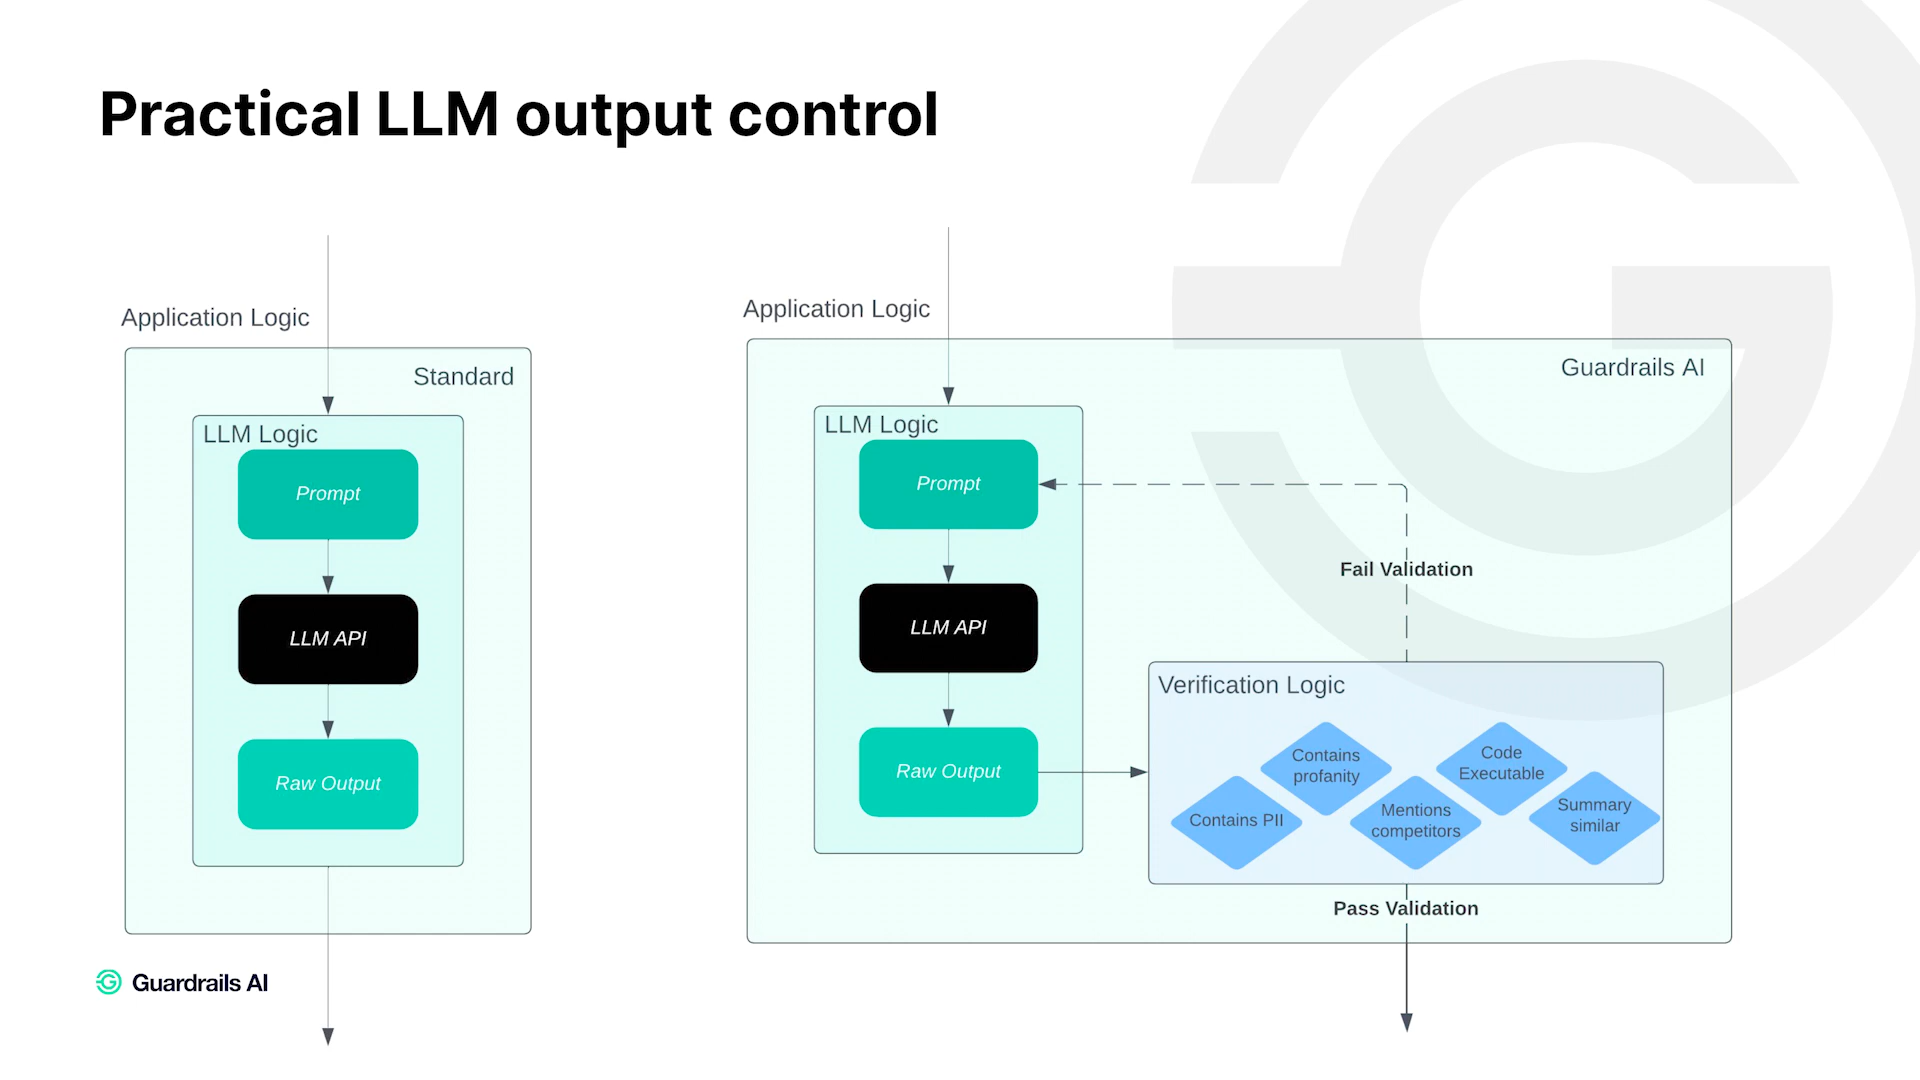 Practical LLM output control
Application Logic
Standard
LLM Logic
Prompt
LLM API
Raw Output
Application Logic
Guardrails AI
LLM Logic
Prompt
LLM API
Raw Output
Fail Validation
Verification Logic
Contains PII
Contains
profanity
Mentions
competitors
Code
Executable
Summary
similar
Pass Validation
Guardrails AI